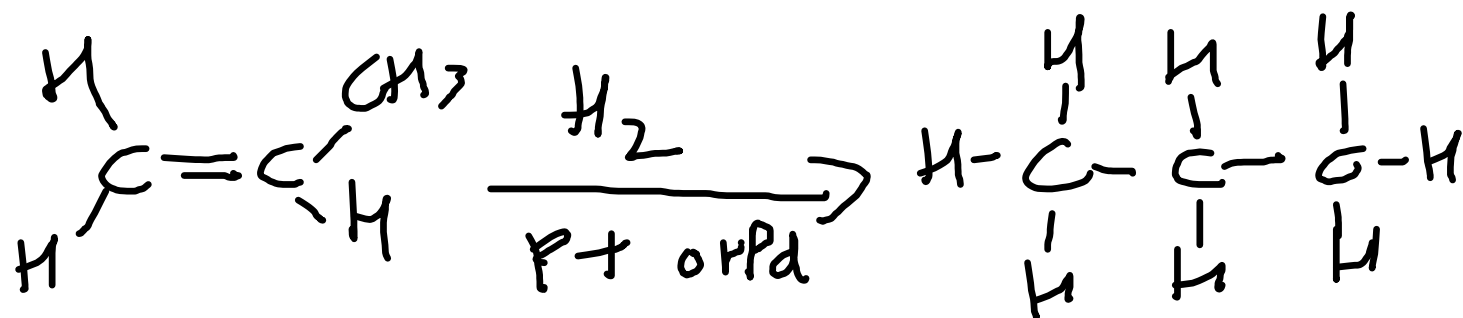 H CH3 H2 H H H
C=C H-C-C-C-H
H H Pt or Pd H H H